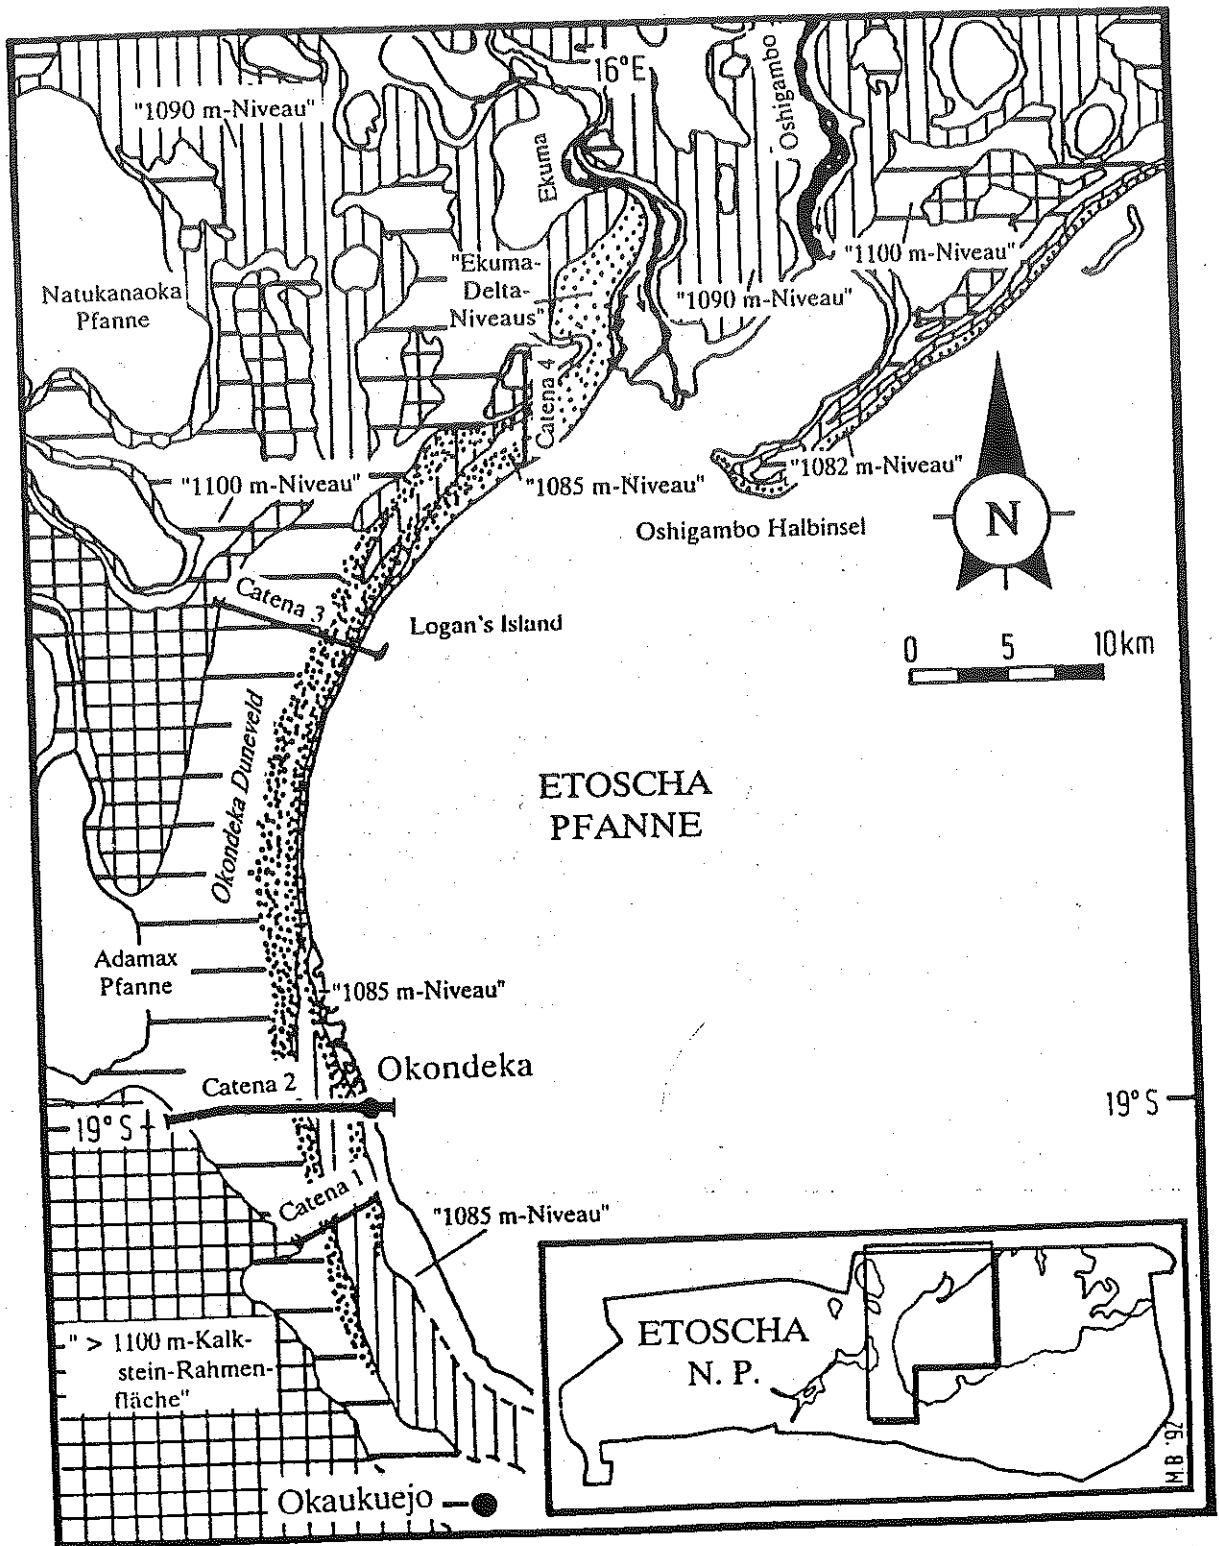 16°E
Oshigambo
"1090 m-Niveau"
Ekuma
"1100 m-Niveau"
"Ekuma-
Delta-
Niveaus"
"1090 m-Niveau"
Natukanaoka
Pfanne
Catena 4
"1082 m-Niveau"
"1100 m-Niveau"
"1085 m-Niveau"
Oshigambo Halbinsel
N
Catena 3
Logan's Island
0 5 10 km
Okondeka Duneveld
ETOSCHA
PFANNE
Adamax
Pfanne
"1085 m-Niveau"
Okondeka
Catena 2
19° S
19° S
Catena 1
"1085 m-Niveau"
" > 1100 m-Kalk-
stein-Rahmen-
fläche"
ETOSCHA
N. P.
M.B '92
Okaukuejo